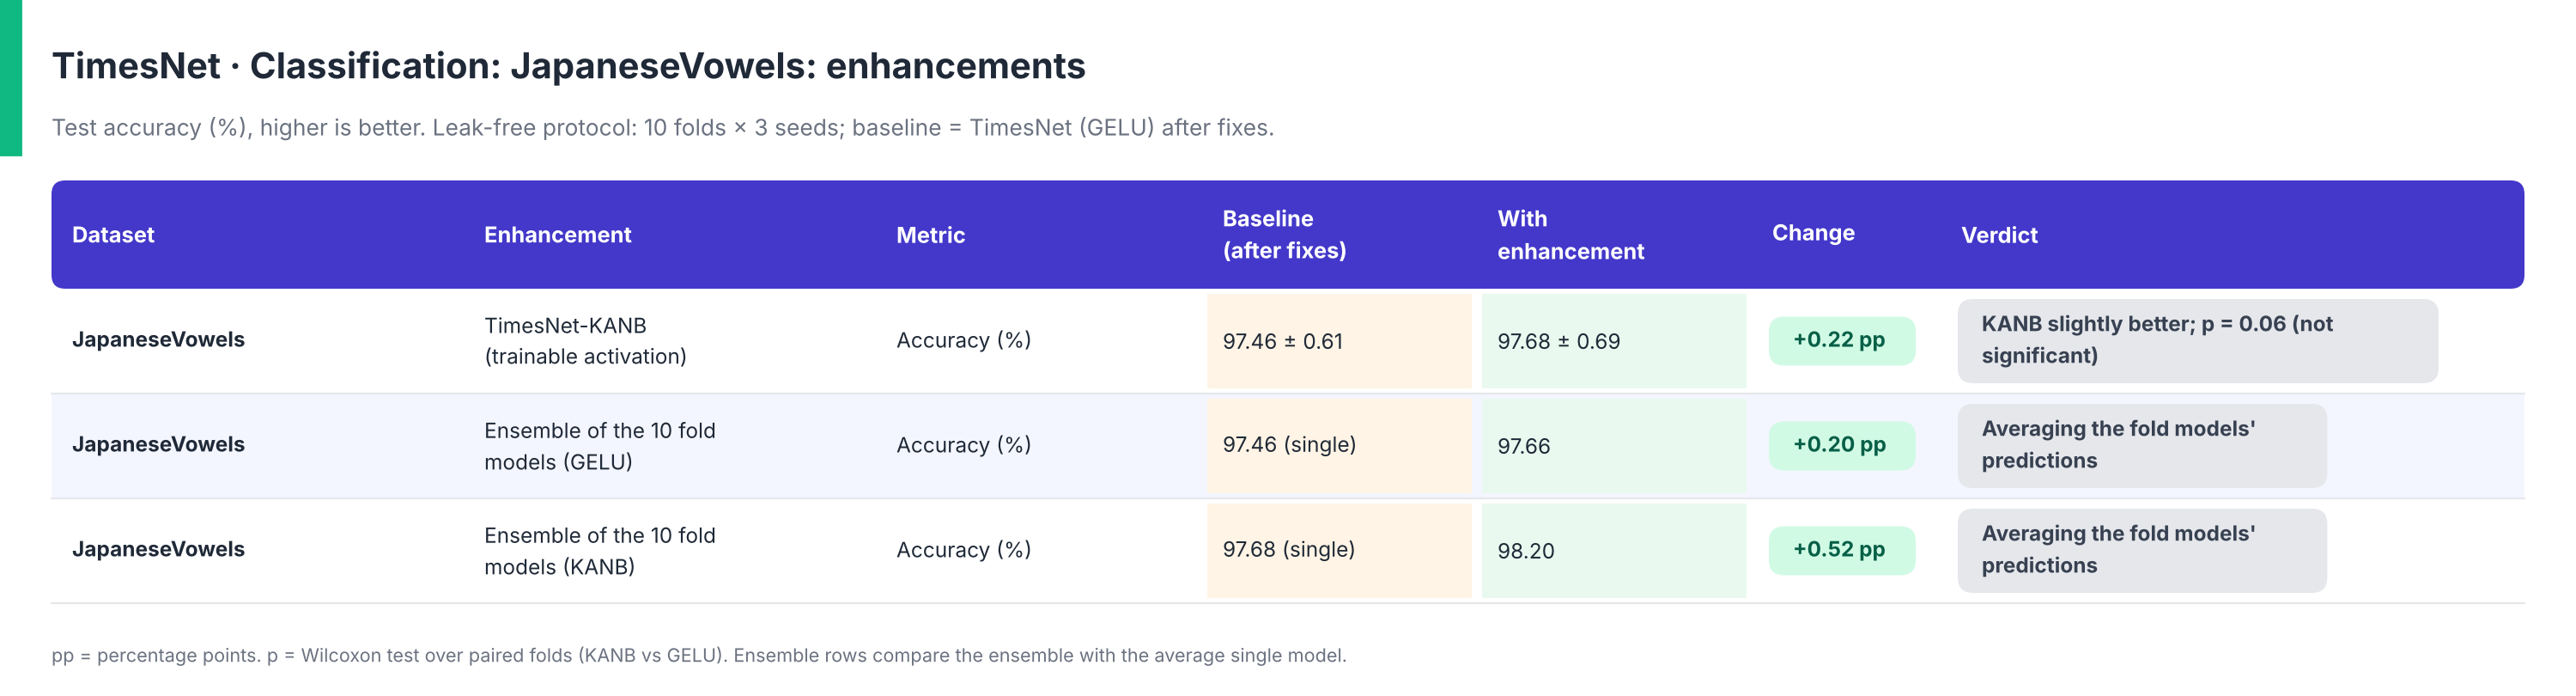 TimesNet · Classification: JapaneseVowels: enhancements
Test accuracy (%), higher is better. Leak-free protocol: 10 folds × 3 seeds; baseline = TimesNet (GELU) after fixes.
Dataset
Enhancement
Metric
Baseline
(after fixes)
With
enhancement
Change
Verdict
JapaneseVowels
TimesNet-KANB
(trainable activation)
Accuracy (%)
97.46 ± 0.61
97.68 ± 0.69
+0.22 pp
KANB slightly better; p = 0.06 (not
significant)
JapaneseVowels
Ensemble of the 10 fold
models (GELU)
Accuracy (%)
97.46 (single)
97.66
+0.20 pp
Averaging the fold models'
predictions
JapaneseVowels
Ensemble of the 10 fold
models (KANB)
Accuracy (%)
97.68 (single)
98.20
+0.52 pp
Averaging the fold models'
predictions
pp = percentage points. p = Wilcoxon test over paired folds (KANB vs GELU). Ensemble rows compare the ensemble with the average single model.